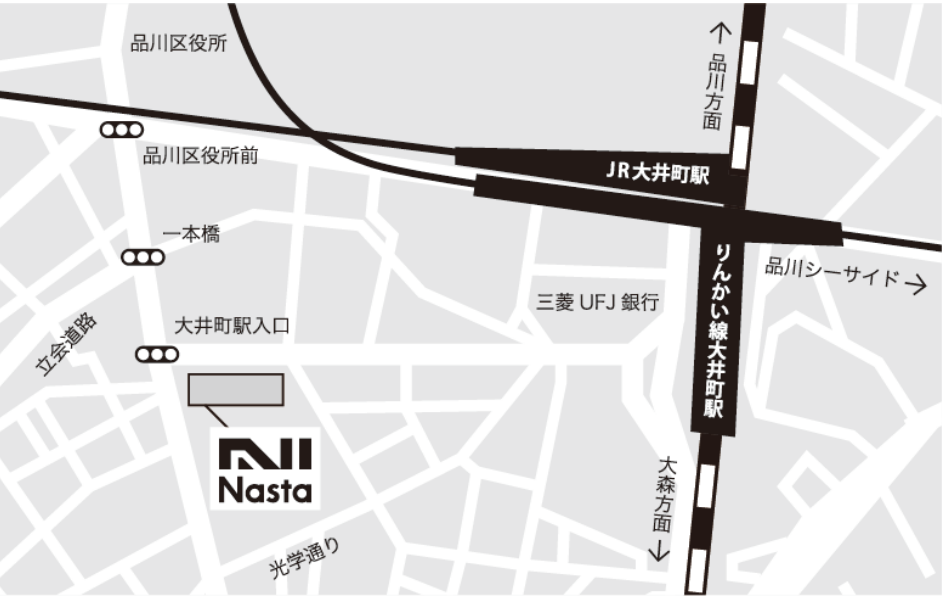 品川区役所
↑品川方面
品川区役所前
JR大井町駅
一本橋
りんかい線大井町駅
品川シーサイド→
三菱UFJ銀行
大井町駅入口
立会道路
Nasta
大森方面↓
光学通り